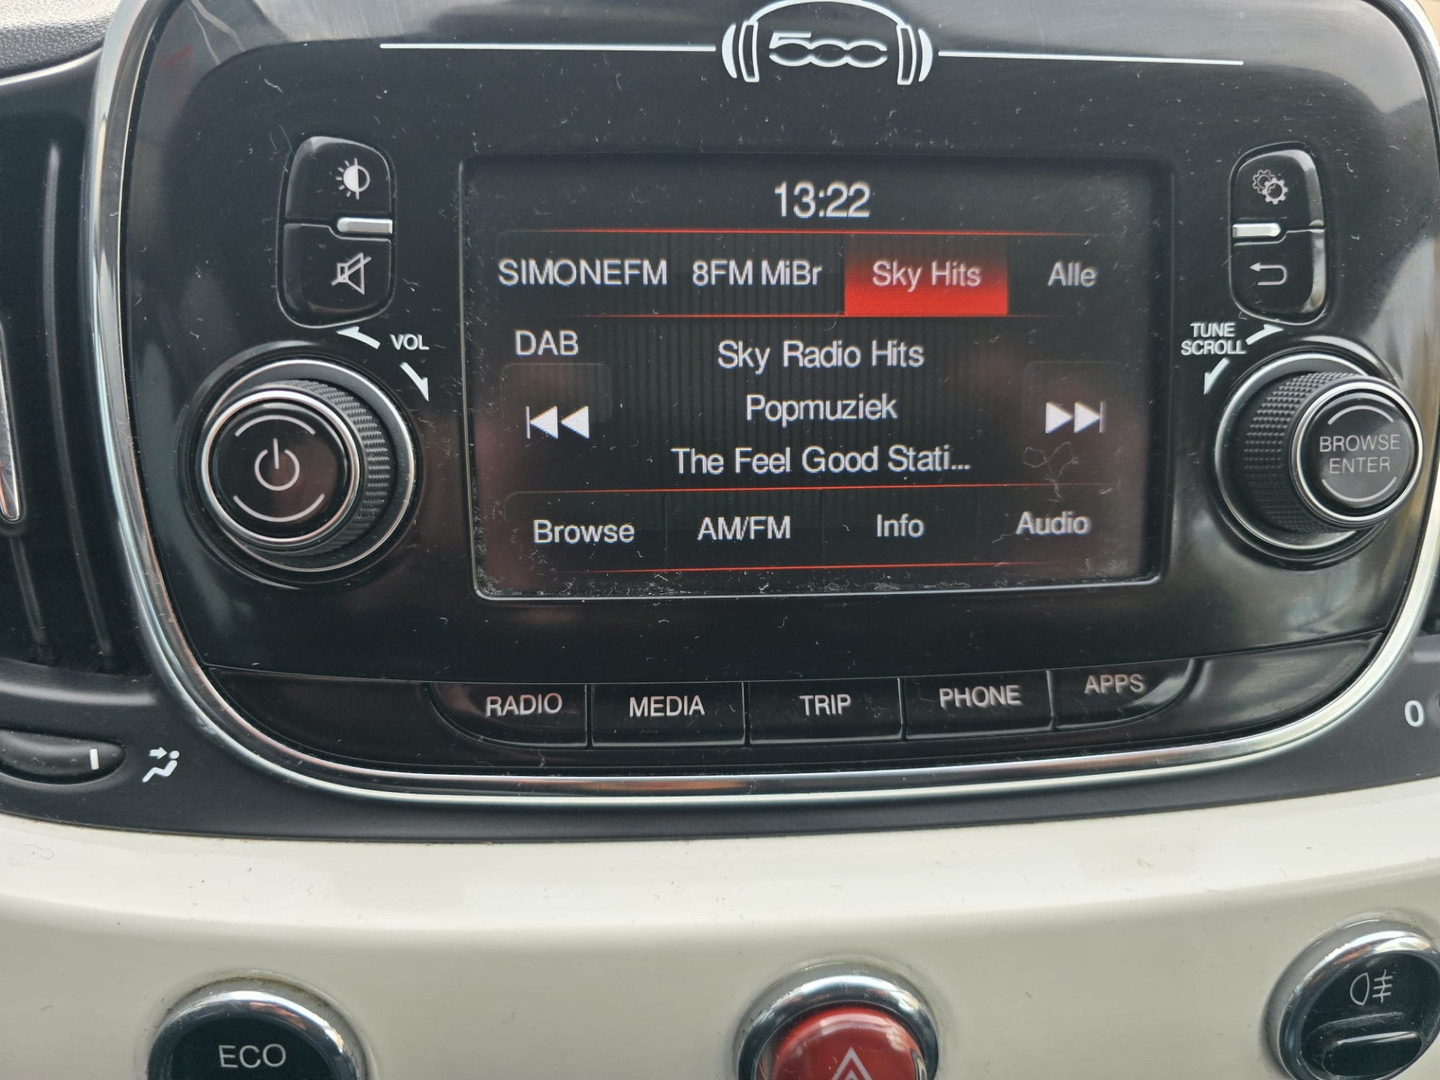 500
13:22
SIMONEFM 8FM MiBr Sky Hits Alle
VOL
TUNE
SCROLL
DAB
Sky Radio Hits
Popmuziek
The Feel Good Stati...
BROWSE
ENTER
Browse AM/FM Info Audio
RADIO MEDIA TRIP PHONE APPS
0
ECO